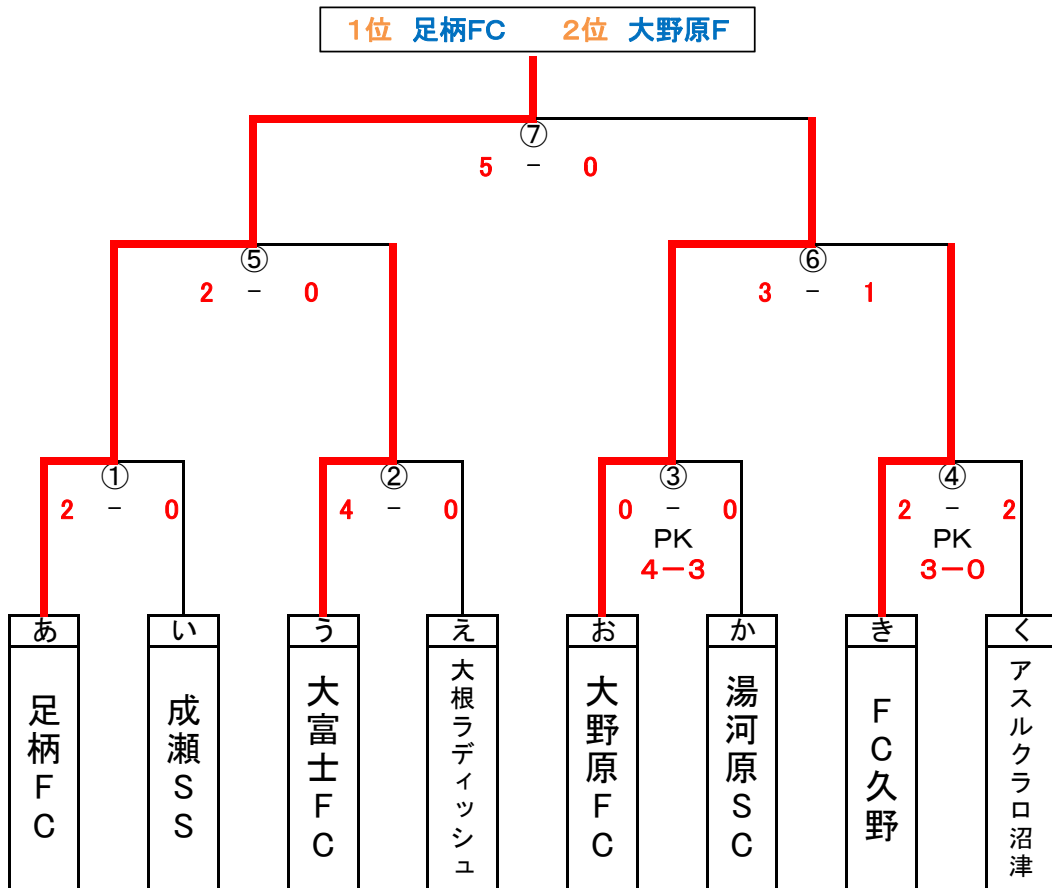 1位 足柄FC 2位 大野原F
⑦
5 - 0
⑤ ⑥
2 - 0 3 - 1
① ② ③ ④
2 - 0 4 - 0 0 - 0 2 - 2
PK PK
4-3 3-0
あ い う え お か き く
足柄FC
成瀬SS
大富士FC
大根ラディッシュ
大野原FC
湯河原SC
FC久野
アスルクラロ沼津